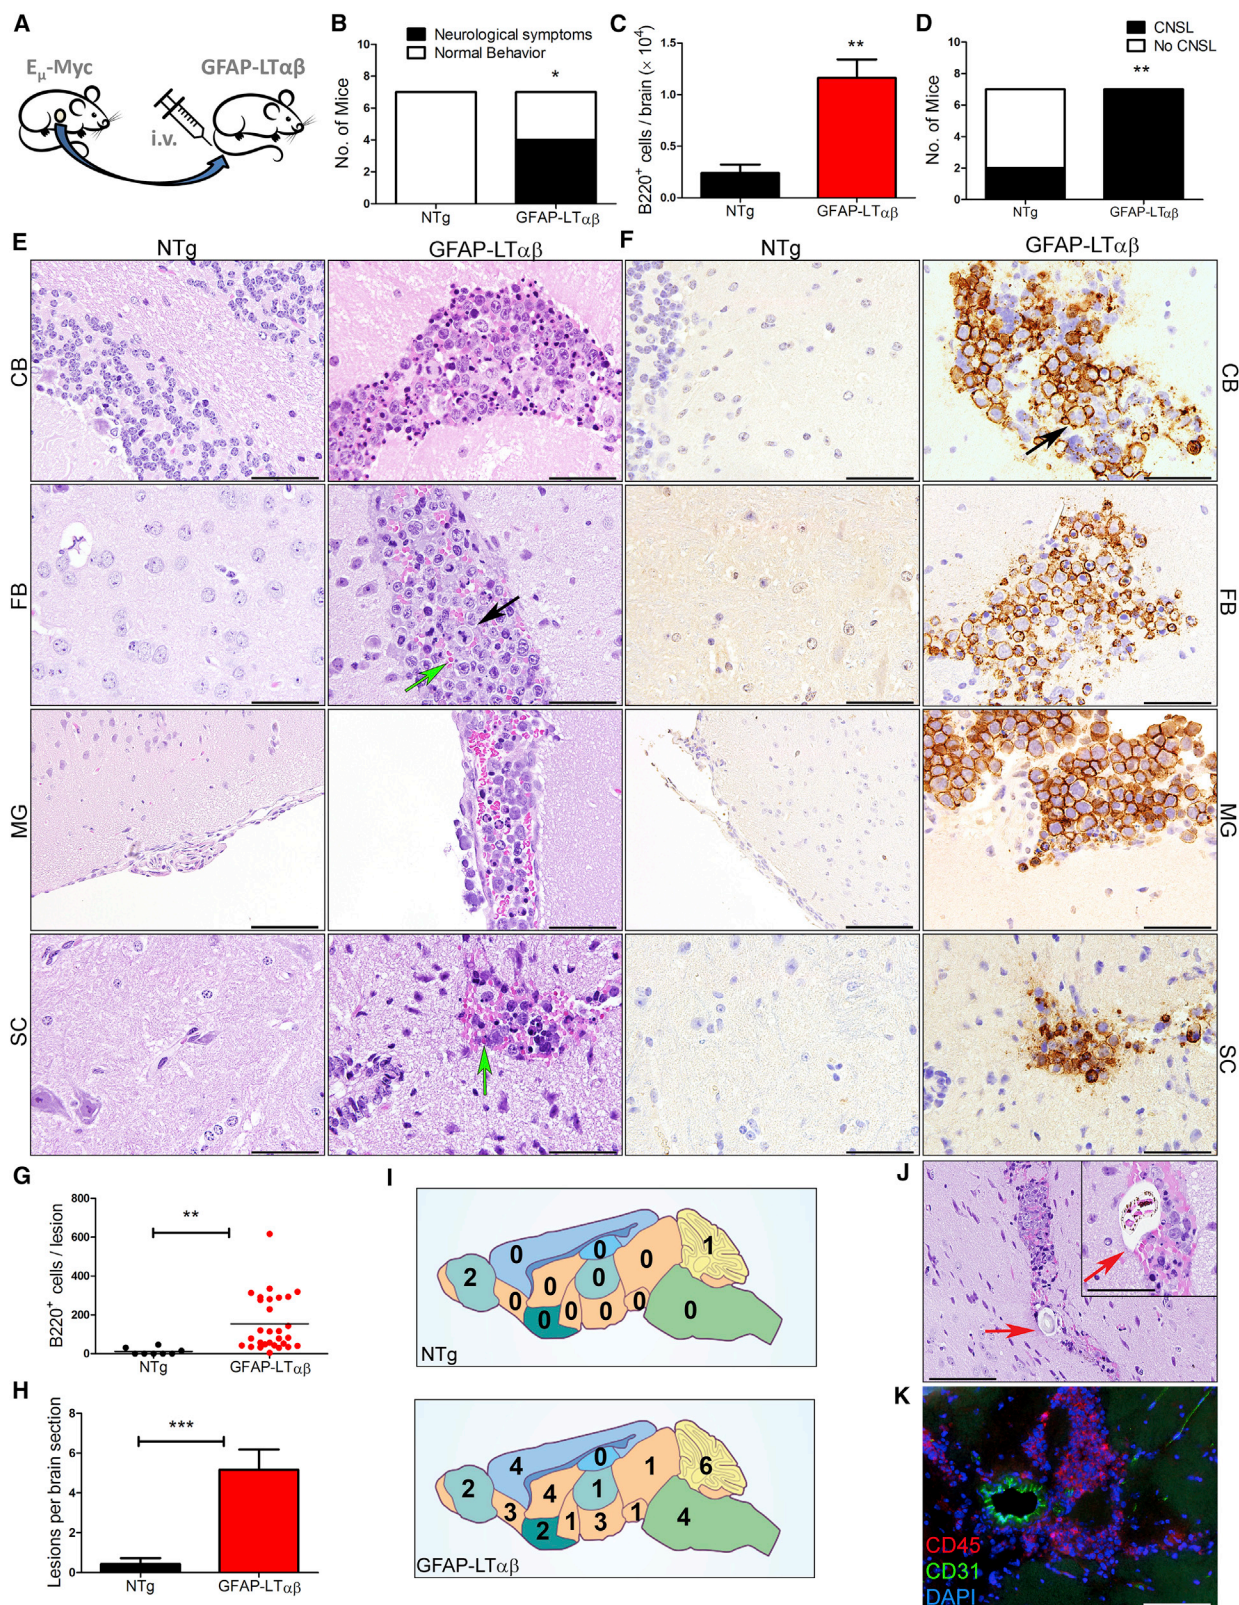 A
Eμ-Myc
GFAP-LTαβ
i.v.
B
Neurological symptoms
Normal Behavior
10
8
6
4
2
0
No. of Mice
*
NTg
GFAP-LTαβ
C
B220+ cells / brain (× 10⁴)
1.5
1.0
0.5
0.0
**
NTg
GFAP-LTαβ
D
CNSL
No CNSL
10
8
6
4
2
0
No. of Mice
**
NTg
GFAP-LTαβ
E
NTg
GFAP-LTαβ
F
NTg
GFAP-LTαβ
CB
CB
FB
FB
MG
MG
SC
SC
G
B220+ cells / lesion
800
600
400
200
0
**
NTg
GFAP-LTαβ
H
Lesions per brain section
8
6
4
2
0
***
NTg
GFAP-LTαβ
I
2
0
0
0
0
0
0
0
0
0
0
1
0
NTg
2
4
0
4
1
1
3
2
1
3
1
6
4
GFAP-LTαβ
J
K
CD45
CD31
DAPI